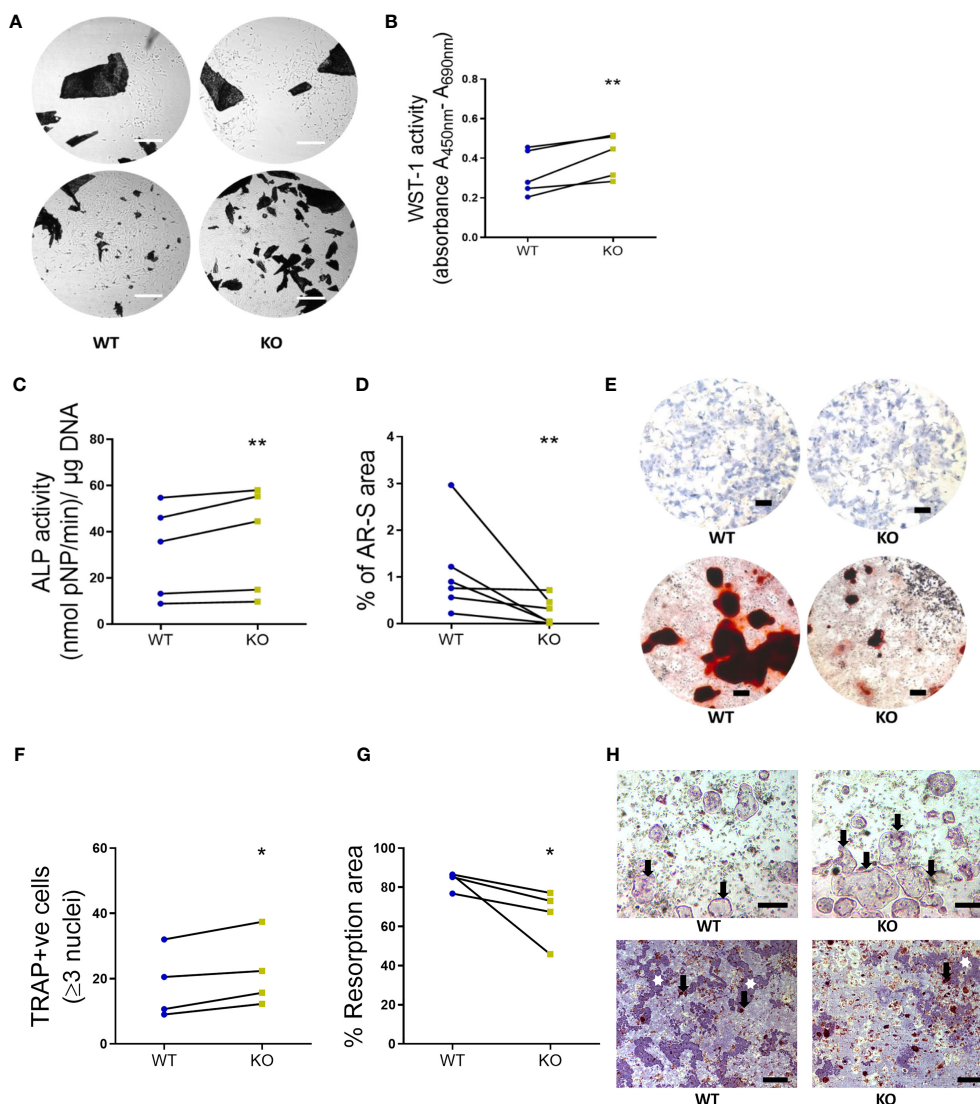 A
WT
KO
B
WST-1 activity
(absorbance A450nm- A690nm)
0.8
0.6
0.4
0.2
0.0
**
WT
KO
C
ALP activity
(nmol pNP/min)/ µg DNA
80
60
40
20
0
**
WT
KO
D
% of AR-S area
4
3
2
1
0
**
WT
KO
E
WT
KO
WT
KO
F
TRAP+ve cells
(≥3 nuclei)
60
40
20
0
*
WT
KO
G
% Resorption area
100
80
60
40
20
0
*
WT
KO
H
WT
KO
WT
KO